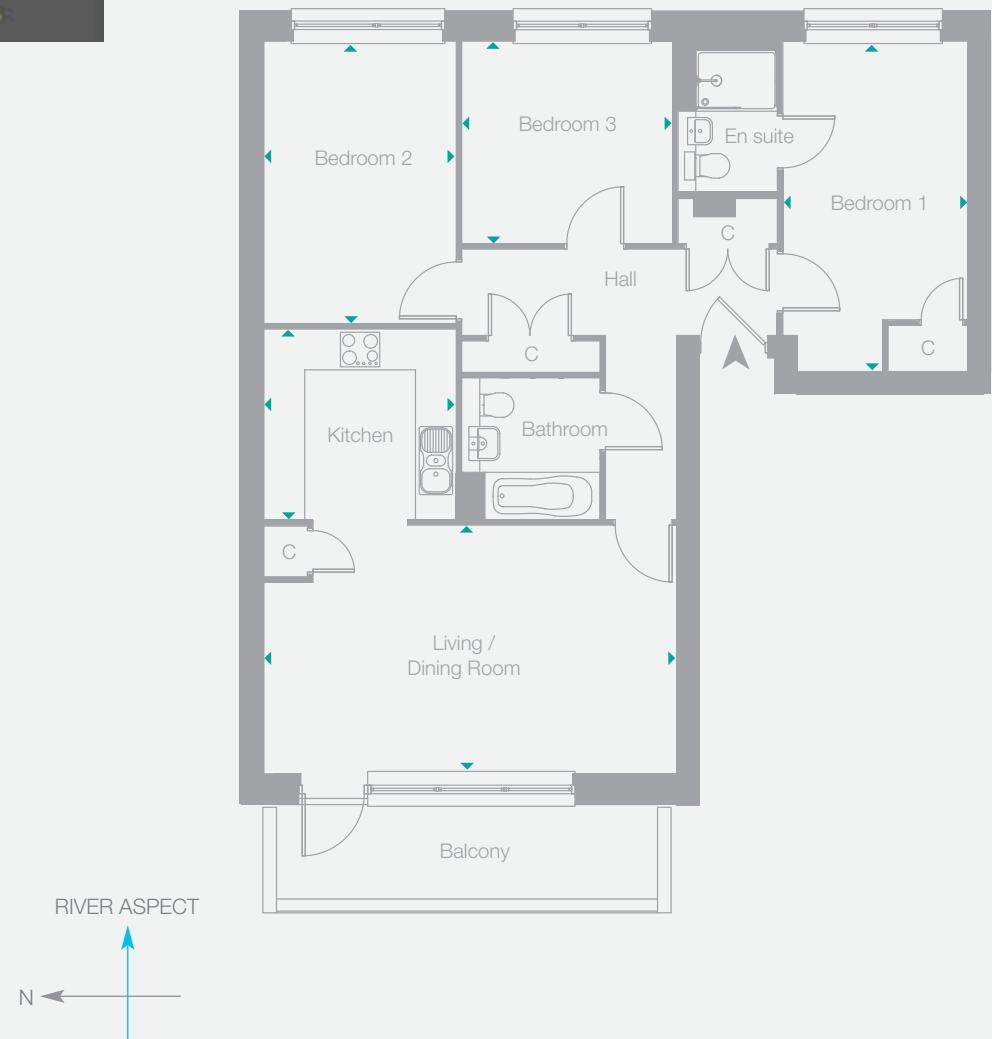 Bedroom 3
En suite
Bedroom 2
Bedroom 1
C
Hall
C
C
Kitchen
Bathroom
C
Living /
Dining Room
Balcony
RIVER ASPECT
N